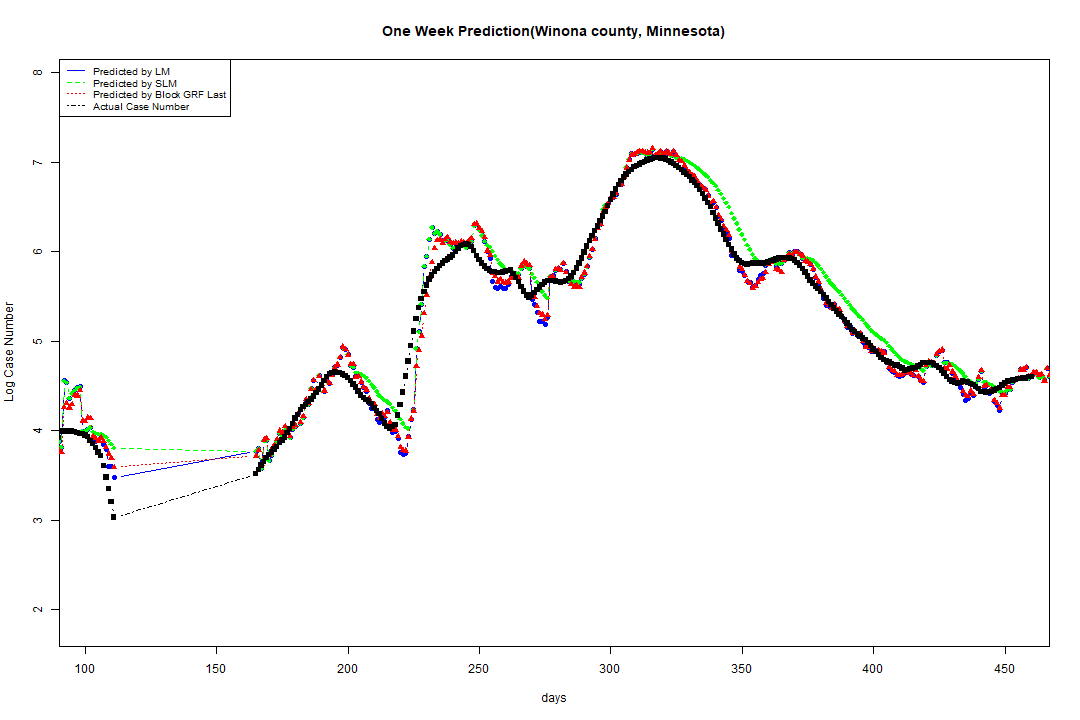 One Week Prediction(Winona county, Minnesota)
Predicted by LM
Predicted by SLM
Predicted by Block GRF Last
Actual Case Number
8
7
6
5
4
3
2
Log Case Number
100 150 200 250 300 350 400 450
days